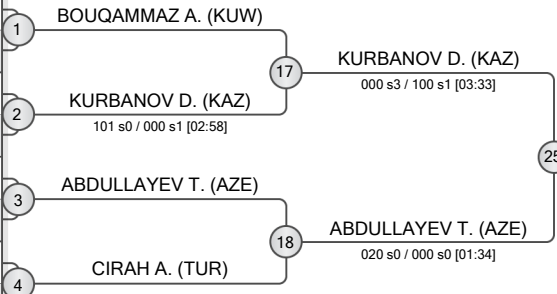 BOUQAMMAZ A. (KUW)
1
17
KURBANOV D. (KAZ)
000 s3 / 100 s1 [03:33]
KURBANOV D. (KAZ)
2
101 s0 / 000 s1 [02:58]
25
ABDULLAYEV T. (AZE)
3
18
ABDULLAYEV T. (AZE)
020 s0 / 000 s0 [01:34]
CIRAH A. (TUR)
4